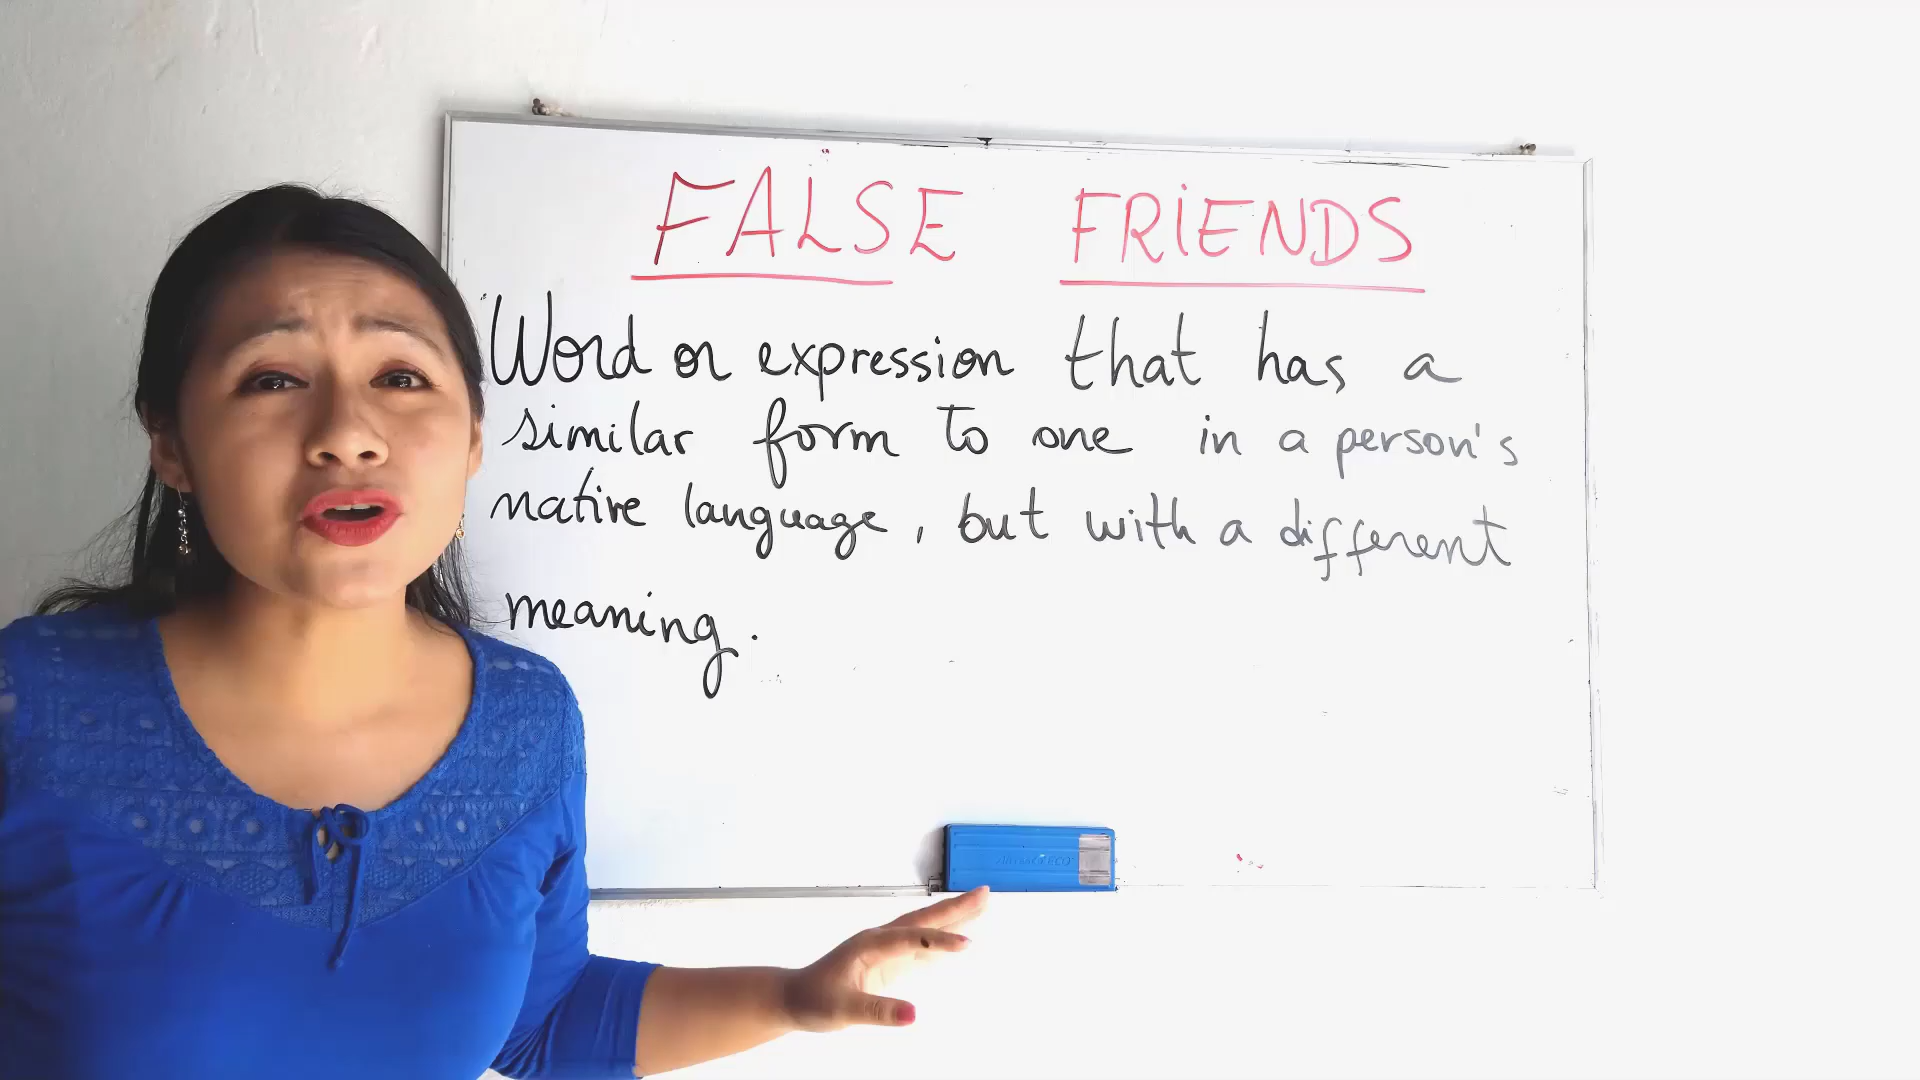 FALSE FRIENDS
Word or expression that has a
similar form to one in a person's
native language, but with a different
meaning.